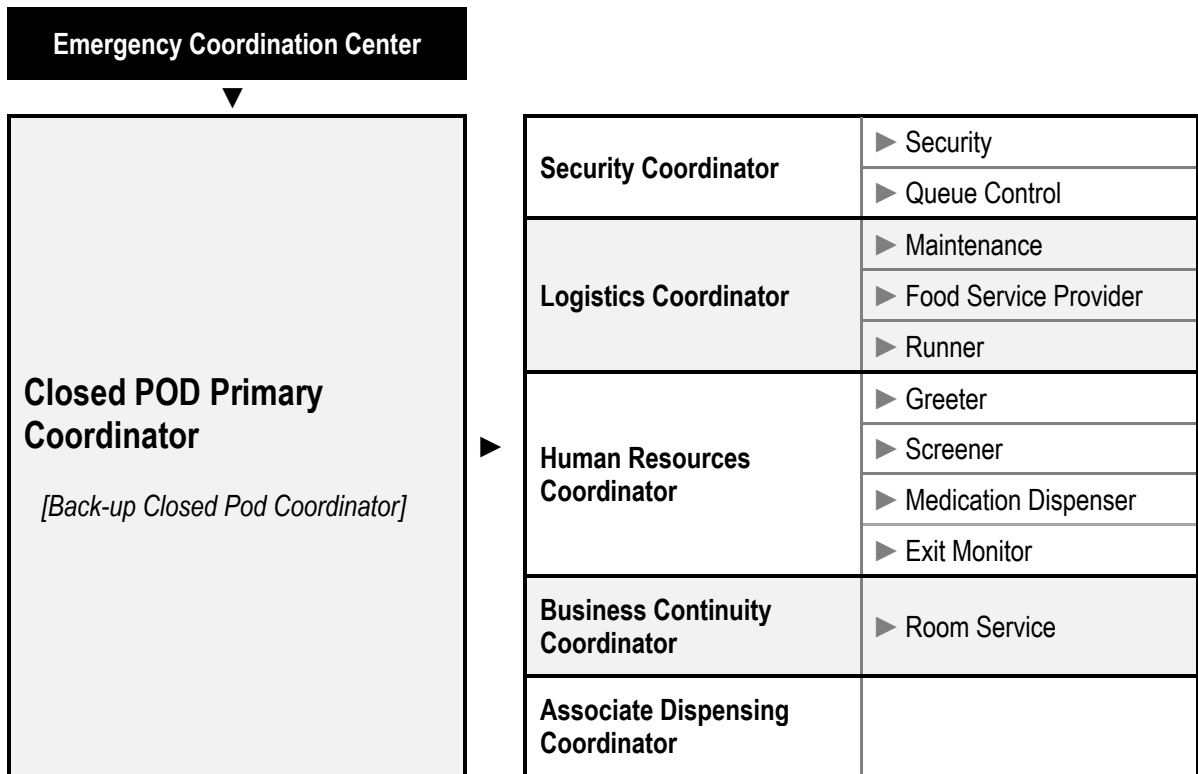 Emergency Coordination Center
▼
Closed POD Primary
Coordinator
[Back-up Closed Pod Coordinator]
►
Security Coordinator
► Security
► Queue Control
Logistics Coordinator
► Maintenance
► Food Service Provider
► Runner
Human Resources
Coordinator
► Greeter
► Screener
► Medication Dispenser
► Exit Monitor
Business Continuity
Coordinator
► Room Service
Associate Dispensing
Coordinator